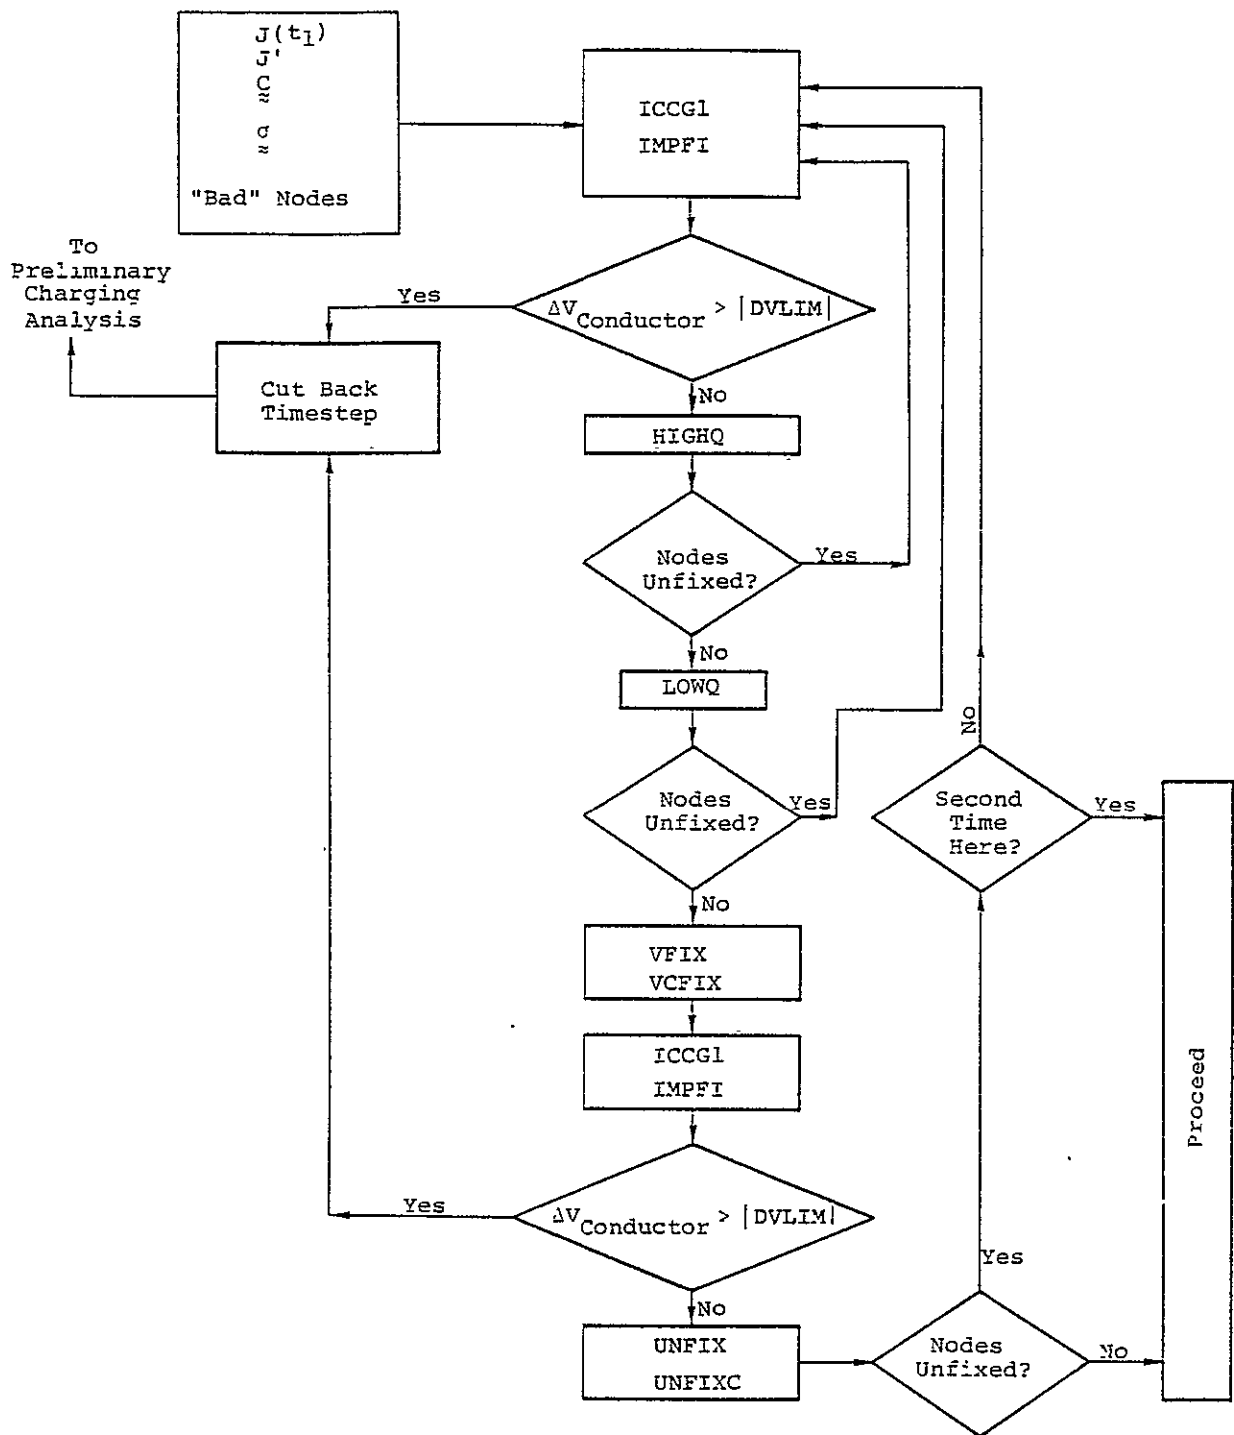 J(t1)
J'
C
≈
σ
≈
"Bad" Nodes
ICCG1
IMPFI
To
Preliminary
Charging
Analysis
Yes
ΔVConductor > |DVLIM|
Cut Back
Timestep
No
HIGHQ
Nodes
Unfixed?
Yes
No
LOWQ
Nodes
Unfixed?
Yes
No
Second
Time
Here?
Yes
No
VFIX
VCFIX
ICCG1
IMPFI
Proceed
Yes
ΔVConductor > |DVLIM|
Yes
No
UNFIX
UNFIXC
Nodes
Unfixed?
No